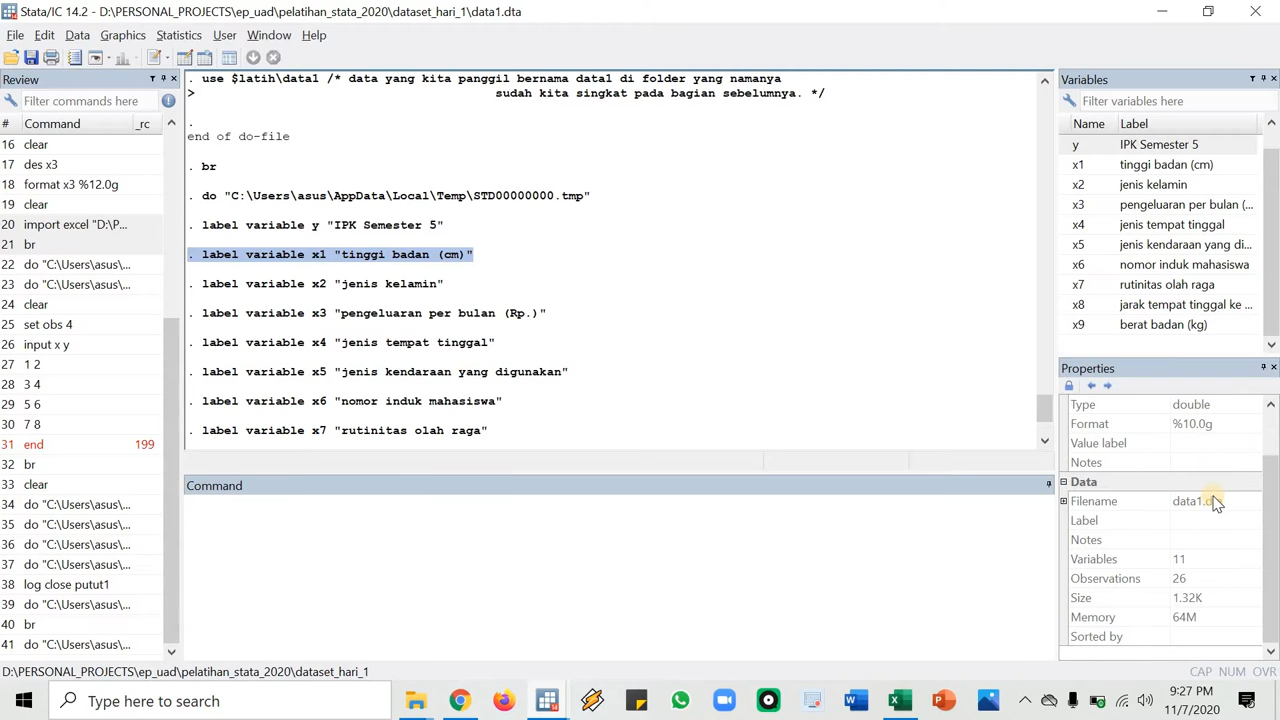 Stata/IC 14.2 - D:\PERSONAL_PROJECTS\ep_uad\pelatihan_stata_2020\dataset_hari_1\data1.dta
File Edit Data Graphics Statistics User Window Help
Review
Filter commands here
# Command _rc
16 clear
17 des x3
18 format x3 %12.0g
19 clear
20 import excel "D:\P...
21 br
22 do "C:\Users\asus\...
23 do "C:\Users\asus\...
24 clear
25 set obs 4
26 input x y
27 1 2
28 3 4
29 5 6
30 7 8
31 end 199
32 br
33 clear
34 do "C:\Users\asus\...
35 do "C:\Users\asus\...
36 do "C:\Users\asus\...
37 do "C:\Users\asus\...
38 log close putut1
39 do "C:\Users\asus\...
40 br
41 do "C:\Users\asus\...
. use $latih\data1 /* data yang kita panggil bernama data1 di folder yang namanya
> sudah kita singkat pada bagian sebelumnya. */
.
end of do-file
. br
. do "C:\Users\asus\AppData\Local\Temp\STD00000000.tmp"
. label variable y "IPK Semester 5"
. label variable x1 "tinggi badan (cm)"
. label variable x2 "jenis kelamin"
. label variable x3 "pengeluaran per bulan (Rp.)"
. label variable x4 "jenis tempat tinggal"
. label variable x5 "jenis kendaraan yang digunakan"
. label variable x6 "nomor induk mahasiswa"
. label variable x7 "rutinitas olah raga"
Command
Variables
Filter variables here
Name Label
y IPK Semester 5
x1 tinggi badan (cm)
x2 jenis kelamin
x3 pengeluaran per bulan (...
x4 jenis tempat tinggal
x5 jenis kendaraan yang di...
x6 nomor induk mahasiswa
x7 rutinitas olah raga
x8 jarak tempat tinggal ke ...
x9 berat badan (kg)
Properties
Type double
Format %10.0g
Value label
Notes
Data
Filename
Label
Notes
Variables 11
Observations 26
Size 1.32K
Memory 64M
Sorted by
D:\PERSONAL_PROJECTS\ep_uad\pelatihan_stata_2020\dataset_hari_1
CAP NUM OVR
Type here to search
9:27 PM
11/7/2020